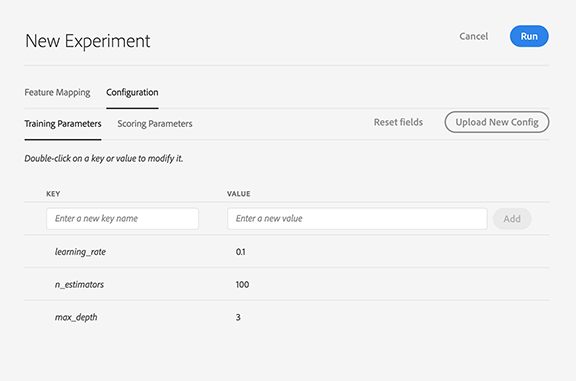 New Experiment
Cancel
Run
Feature Mapping
Configuration
Training Parameters
Scoring Parameters
Reset fields
Upload New Config
Double-click on a key or value to modify it.
KEY
VALUE
Enter a new key name
Enter a new value
Add
learning_rate
0.1
n_estimators
100
max_depth
3